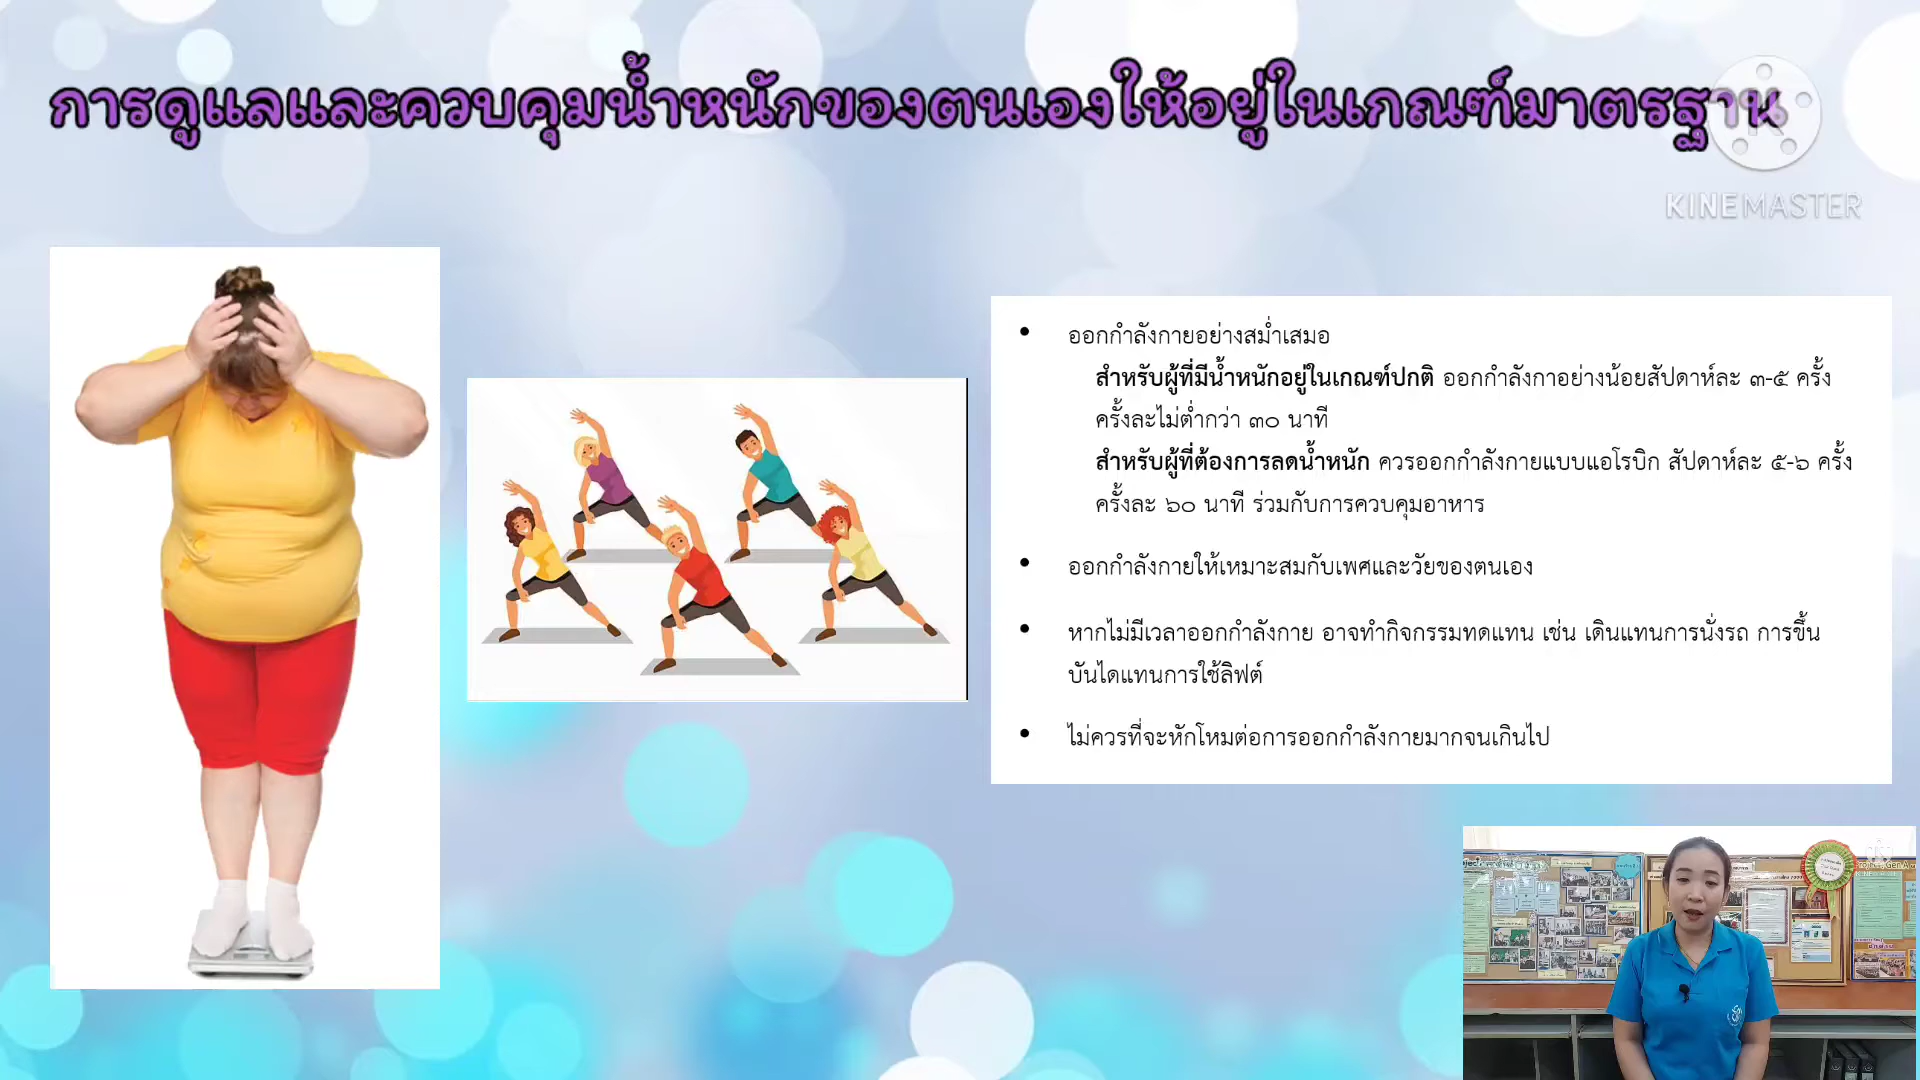 การดูแลและควบคุมน้ำหนักของตนเองให้อยู่ในเกณฑ์มาตรฐาน
KINEMASTER
• ออกกำลังกายอย่างสม่ำเสมอ
สำหรับผู้ที่มีน้ำหนักอยู่ในเกณฑ์ปกติ ออกกำลังกาอย่างน้อยสัปดาห์ละ ๓-๕ ครั้ง
ครั้งละไม่ต่ำกว่า ๓๐ นาที
สำหรับผู้ที่ต้องการลดน้ำหนัก ควรออกกำลังกายแบบแอโรบิก สัปดาห์ละ ๕-๖ ครั้ง
ครั้งละ ๖๐ นาที ร่วมกับการควบคุมอาหาร
• ออกกำลังกายให้เหมาะสมกับเพศและวัยของตนเอง
• หากไม่มีเวลาออกกำลังกาย อาจทำกิจกรรมทดแทน เช่น เดินแทนการนั่งรถ การขึ้น
บันไดแทนการใช้ลิฟต์
• ไม่ควรที่จะหักโหมต่อการออกกำลังกายมากจนเกินไป